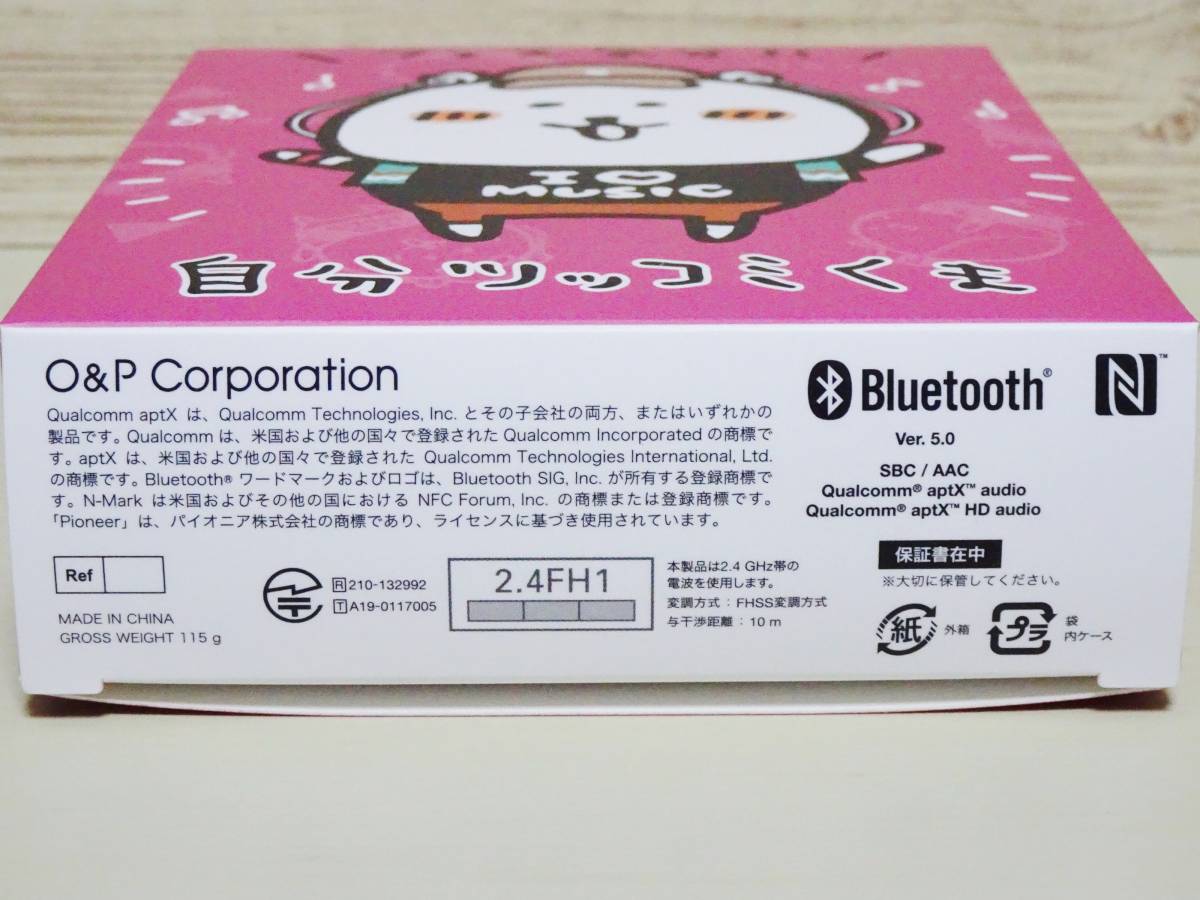 I ♡
MUSIC
自分ツッコミくま
O&P Corporation
Qualcomm aptX は、Qualcomm Technologies, Inc. とその子会社の両方、またはいずれかの
製品です。Qualcomm は、米国および他の国々で登録された Qualcomm Incorporated の商標で
す。aptX は、米国および他の国々で登録された Qualcomm Technologies International, Ltd.
の商標です。Bluetooth® ワードマークおよびロゴは、Bluetooth SIG, Inc. が所有する登録商標で
す。N-Mark は米国およびその他の国における NFC Forum, Inc. の商標または登録商標です。
「Pioneer」は、パイオニア株式会社の商標であり、ライセンスに基づき使用されています。
Bluetooth®
N™
Ver. 5.0
SBC / AAC
Qualcomm® aptX™ audio
Qualcomm® aptX™ HD audio
Ref
MADE IN CHINA
GROSS WEIGHT 115 g
R 210-132992
T A19-0117005
2.4FH1
本製品は2.4 GHz帯の
電波を使用します。
変調方式：FHSS変調方式
与干渉距離：10 m
保証書在中
※大切に保管してください。
紙 外箱
プラ 袋
内ケース